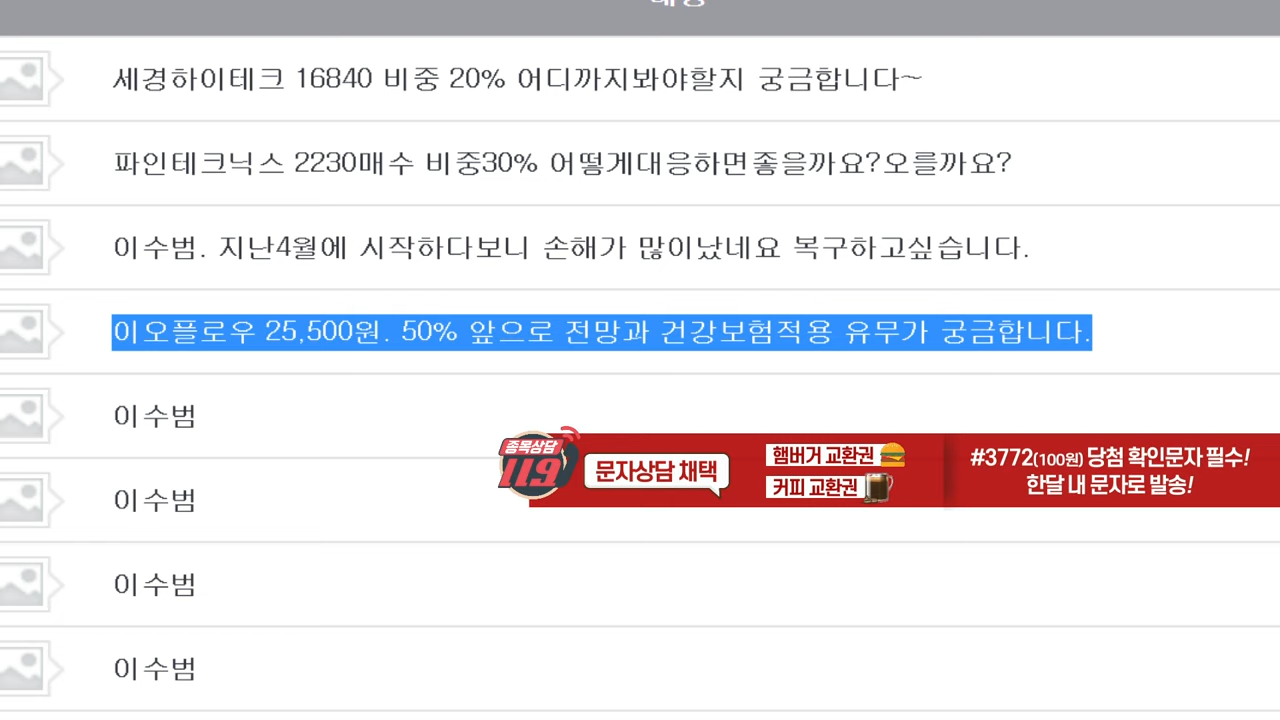 세경하이테크 16840 비중 20% 어디까지봐야할지 궁금합니다~
파인테크닉스 2230매수 비중30% 어떻게대응하면좋을까요?오를까요?
이수범. 지난4월에 시작하다보니 손해가 많이났네요 복구하고싶습니다.
이오플로우 25,500원. 50% 앞으로 전망과 건강보험적용 유무가 궁금합니다.
이수범
종목상담
119
문자상담 채택
햄버거 교환권
커피 교환권
#3772(100원) 당첨 확인문자 필수!
한달 내 문자로 발송!
이수범
이수범
이수범